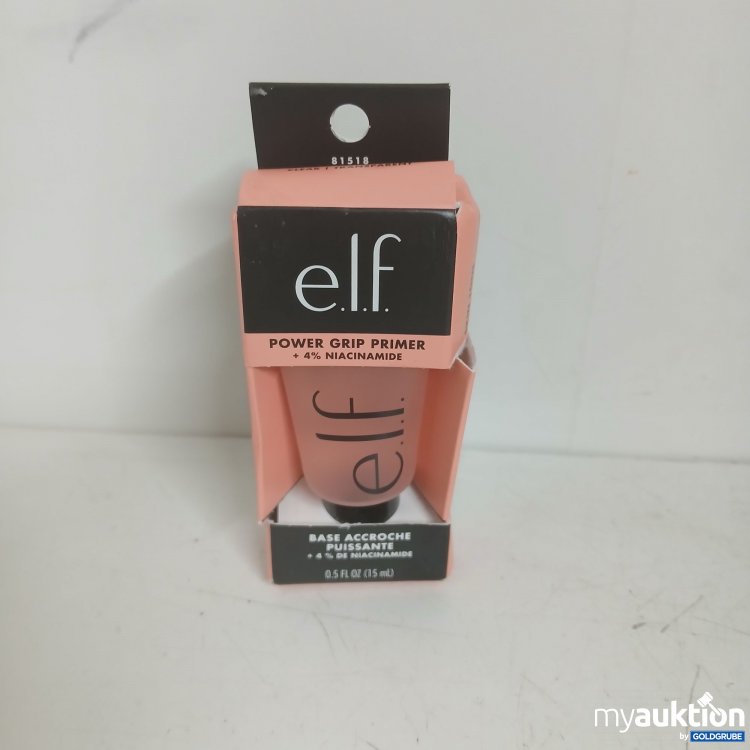 81518
e.l.f.
POWER GRIP PRIMER
+ 4% NIACINAMIDE
e.l.f.
BASE ACCROCHE
PUISSANTE
+ 4 % DE NIACINAMIDE
0.5 FL OZ (15 mL)
myauktion
by GOLDGRUBE